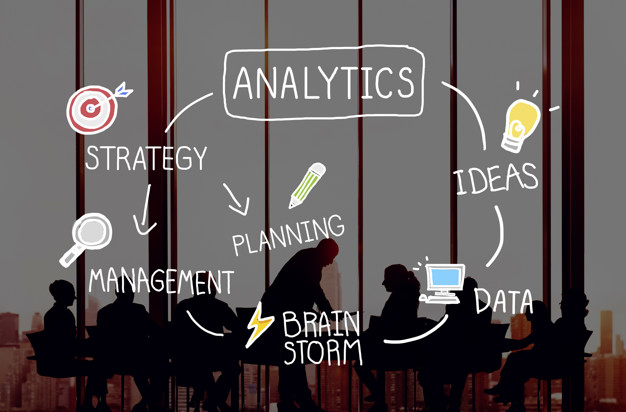 ANALYTICS
STRATEGY
IDEAS
PLANNING
MANAGEMENT
DATA
BRAIN
STORM